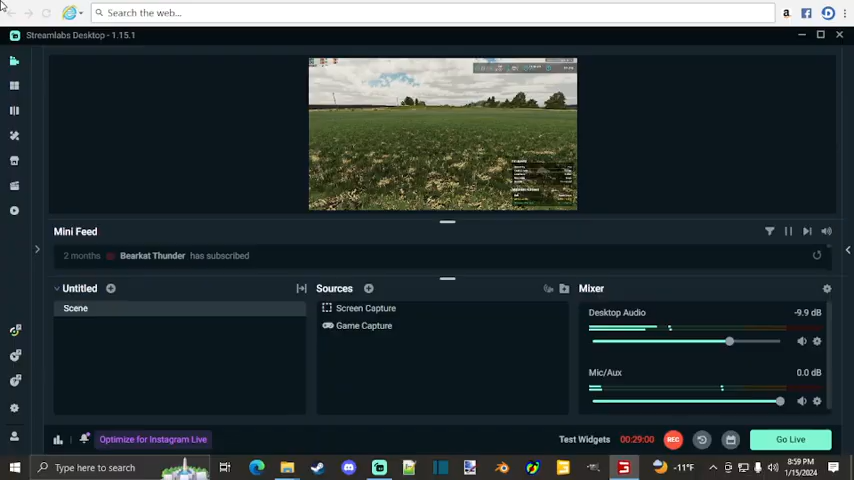 Search the web...
Streamlabs Desktop - 1.15.1
Mini Feed
2 months Bearkat Thunder has subscribed
Untitled
Sources
Mixer
Scene
Screen Capture
Game Capture
Desktop Audio -9.9 dB
Mic/Aux 0.0 dB
Optimize for Instagram Live
Test Widgets 00:29:00 REC
Go Live
Type here to search
-11°F
8:59 PM
1/15/2024